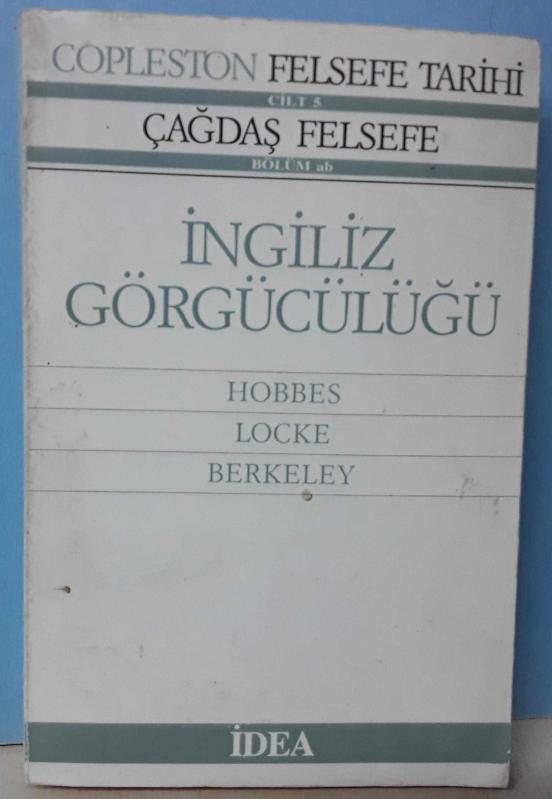 COPLESTON FELSEFE TARİHİ
CİLT 5
ÇAĞDAŞ FELSEFE
BÖLÜM ab
İNGİLİZ
GÖRGÜCÜLÜĞÜ
HOBBES
LOCKE
BERKELEY
İDEA